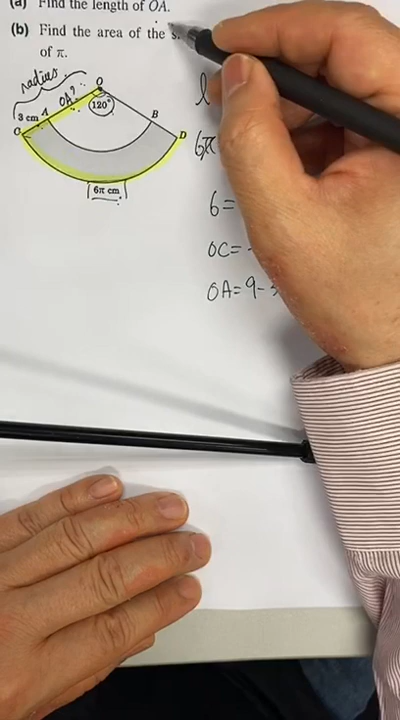 (a) Find the length of OA.
(b) Find the area of the
of π.
radius
O
OA?
120°
3 cm
A
B
C
D
6π cm
l
6π
6=
OC=
OA=9-3